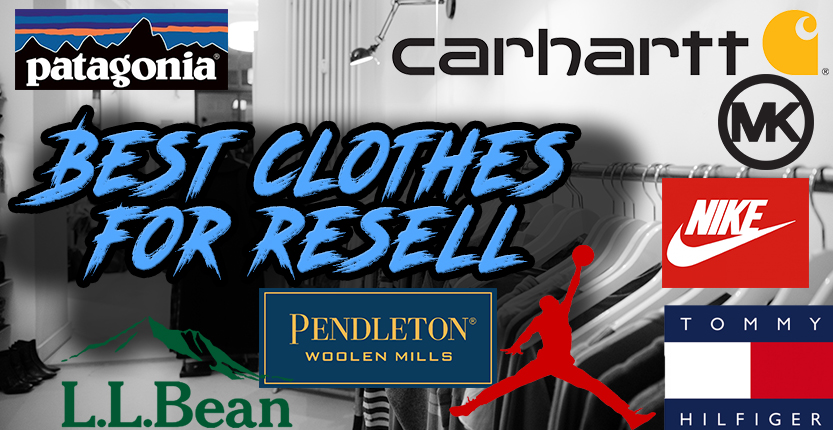 patagonia®
carhartt®
MK
BEST CLOTHES
FOR RESELL
NIKE
PENDLETON®
WOOLEN MILLS
TOMMY
HILFIGER
L.L.Bean